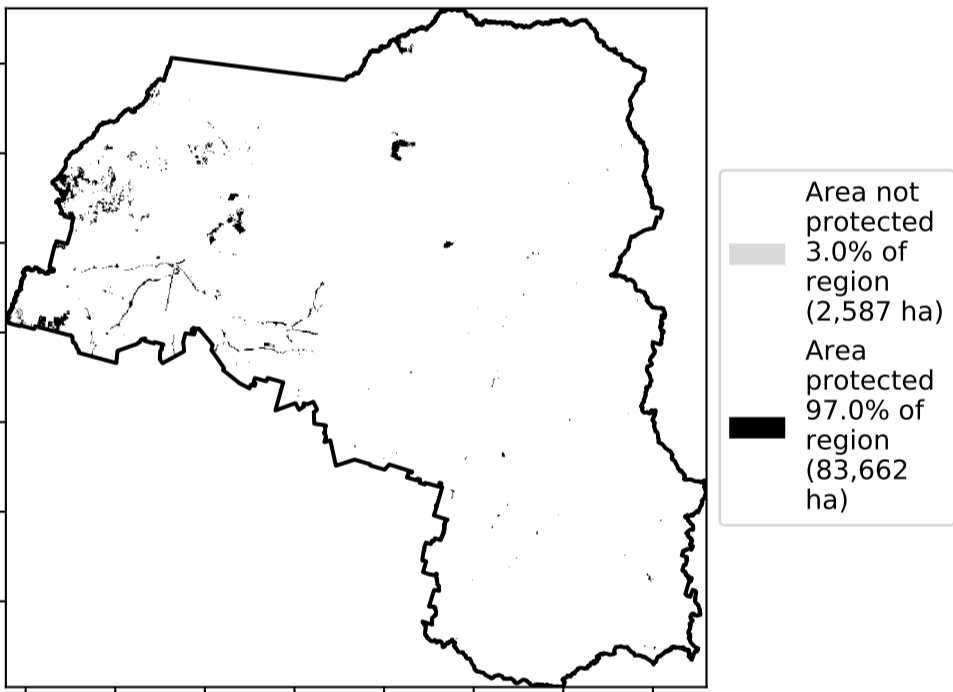 Area not
protected
3.0% of
region
(2,587 ha)
Area
protected
97.0% of
region
(83,662
ha)